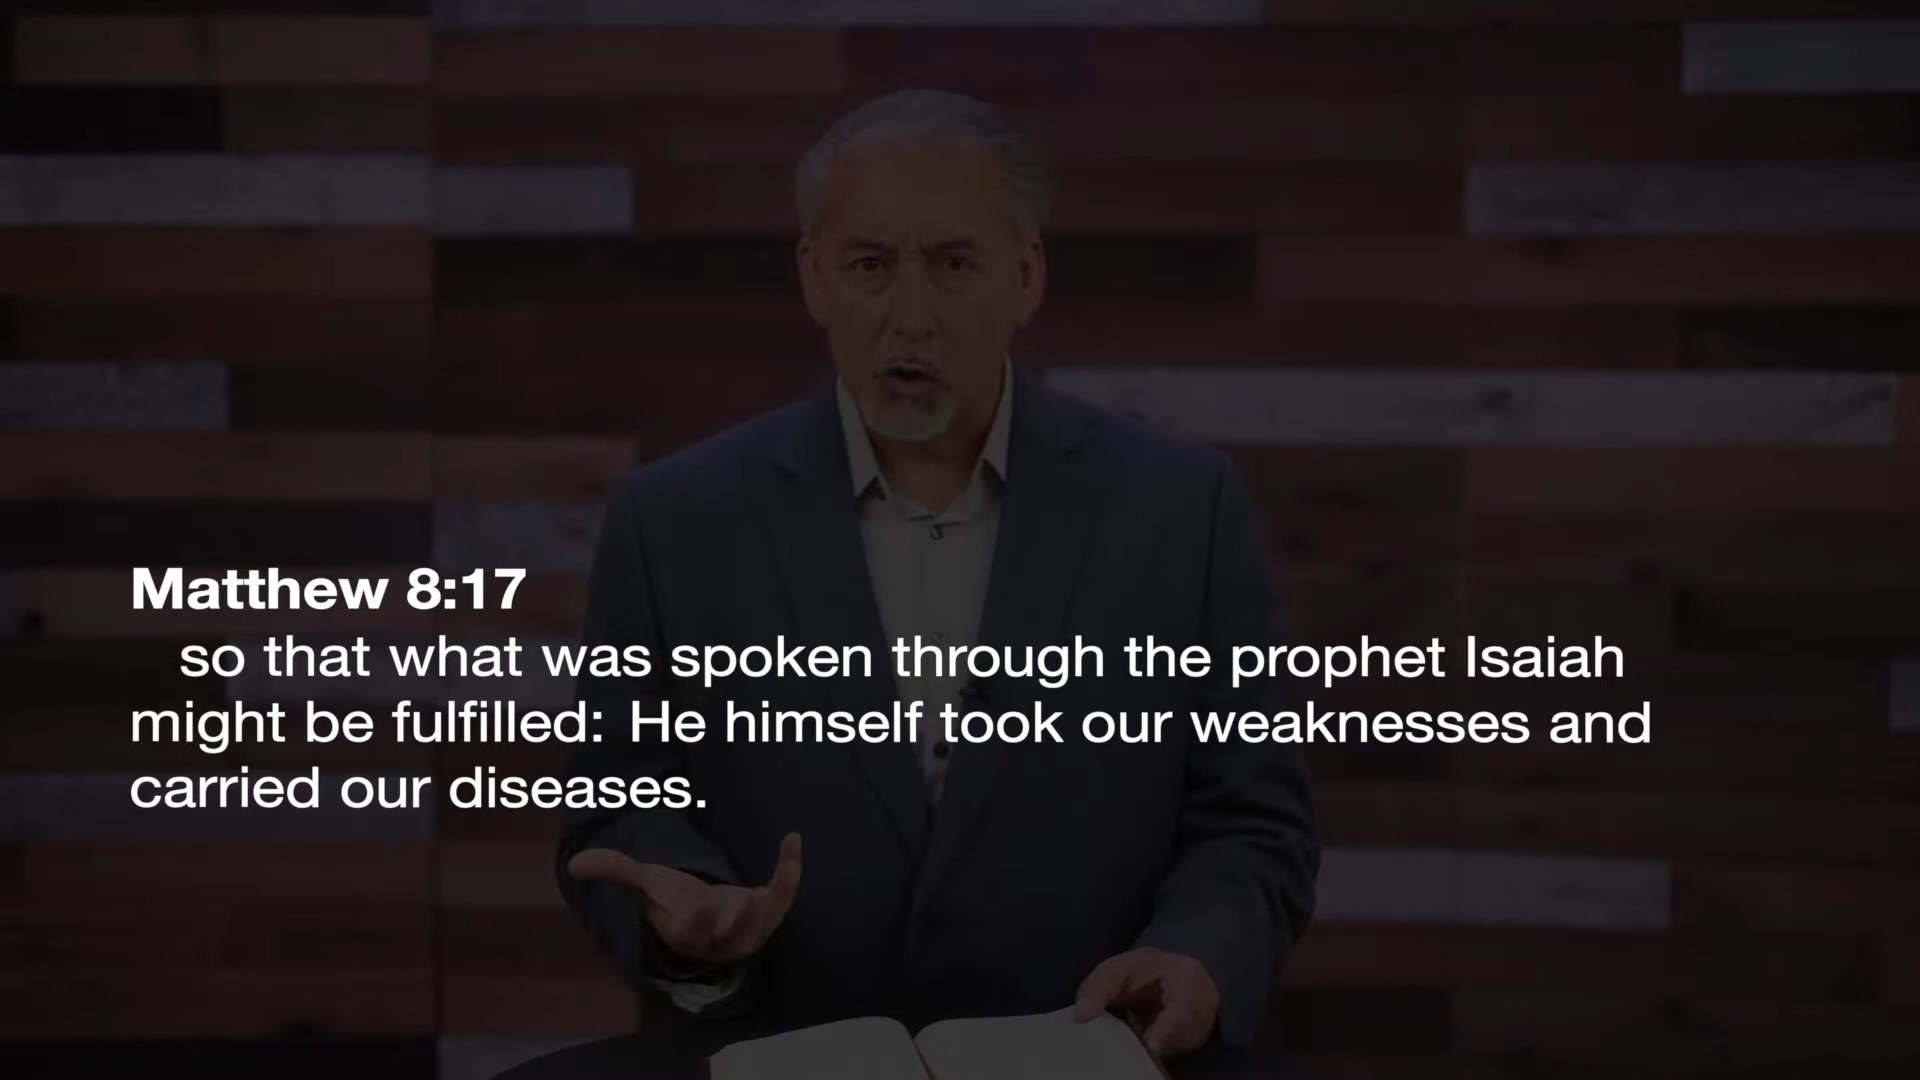 Matthew 8:17
so that what was spoken through the prophet Isaiah
might be fulfilled: He himself took our weaknesses and
carried our diseases.